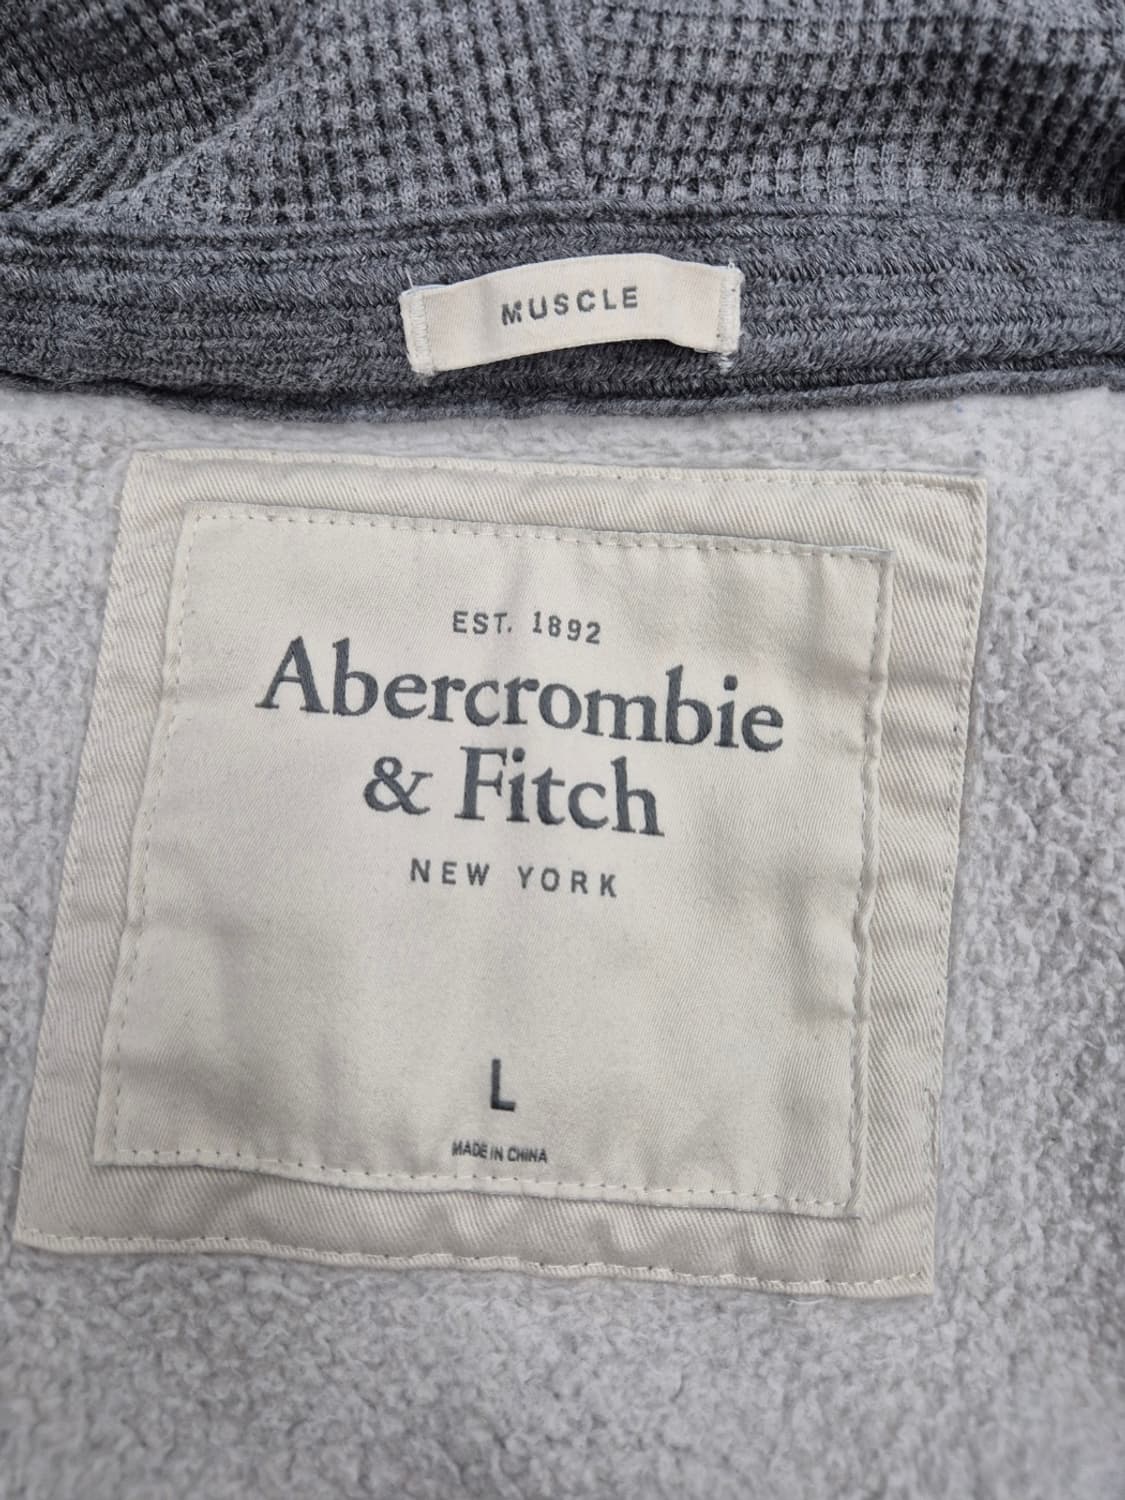 MUSCLE
EST. 1892
Abercrombie
& Fitch
NEW YORK
L
MADE IN CHINA